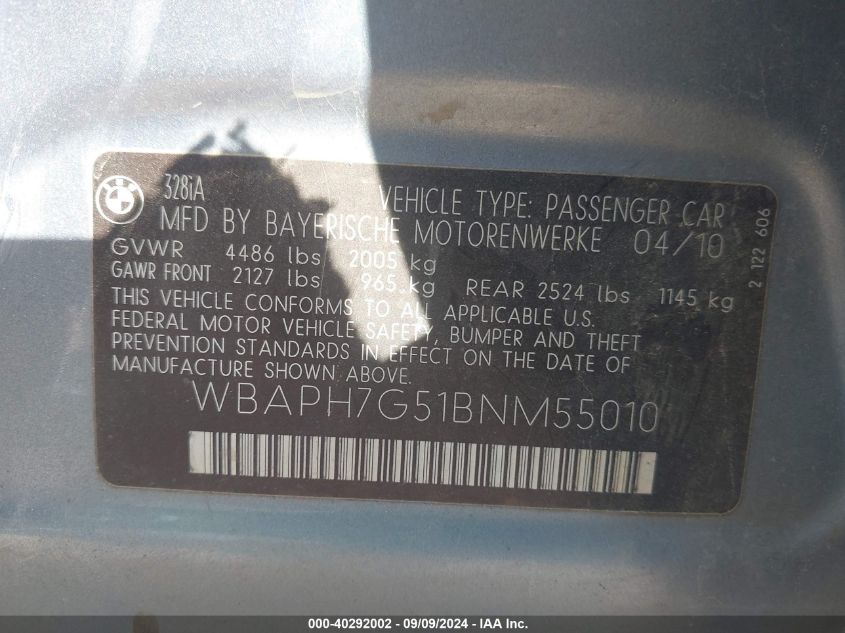 BMW
328iA
VEHICLE TYPE: PASSENGER CAR
MFD BY BAYERISCHE MOTORENWERKE 04/10
GVWR 4486 lbs 2005 kg
GAWR FRONT 2127 lbs 965 kg REAR 2524 lbs 1145 kg
THIS VEHICLE CONFORMS TO ALL APPLICABLE U.S.
FEDERAL MOTOR VEHICLE SAFETY, BUMPER AND THEFT
PREVENTION STANDARDS IN EFFECT ON THE DATE OF
MANUFACTURE SHOWN ABOVE.
WBAPH7G51BNM55010
2 122 606
000-40292002 - 09/09/2024 - IAA Inc.